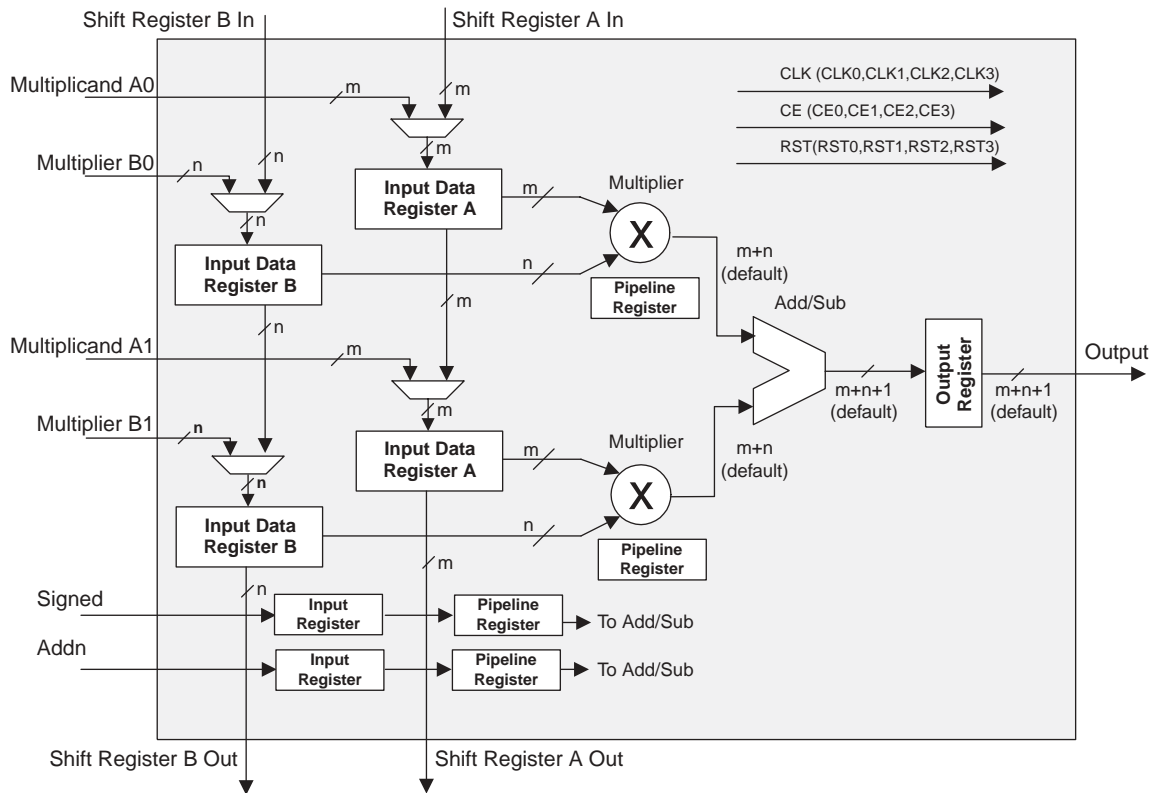 Shift Register B In
Shift Register A In
Multiplicand A0
m
m
CLK (CLK0,CLK1,CLK2,CLK3)
CE (CE0,CE1,CE2,CE3)
RST(RST0,RST1,RST2,RST3)
m
Multiplier B0
n
n
n
Input Data
Register A
m
Multiplier
X
Input Data
Register B
n
m+n
(default)
Pipeline
Register
m
n
Add/Sub
Multiplicand A1
m
m
Output
Register
Output
m+n+1
(default)
m+n+1
(default)
Multiplier B1
n
n
Input Data
Register A
m
Multiplier
X
m+n
(default)
Input Data
Register B
n
Pipeline
Register
m
n
Signed
Input
Register
Pipeline
Register
To Add/Sub
Addn
Input
Register
Pipeline
Register
To Add/Sub
Shift Register B Out
Shift Register A Out